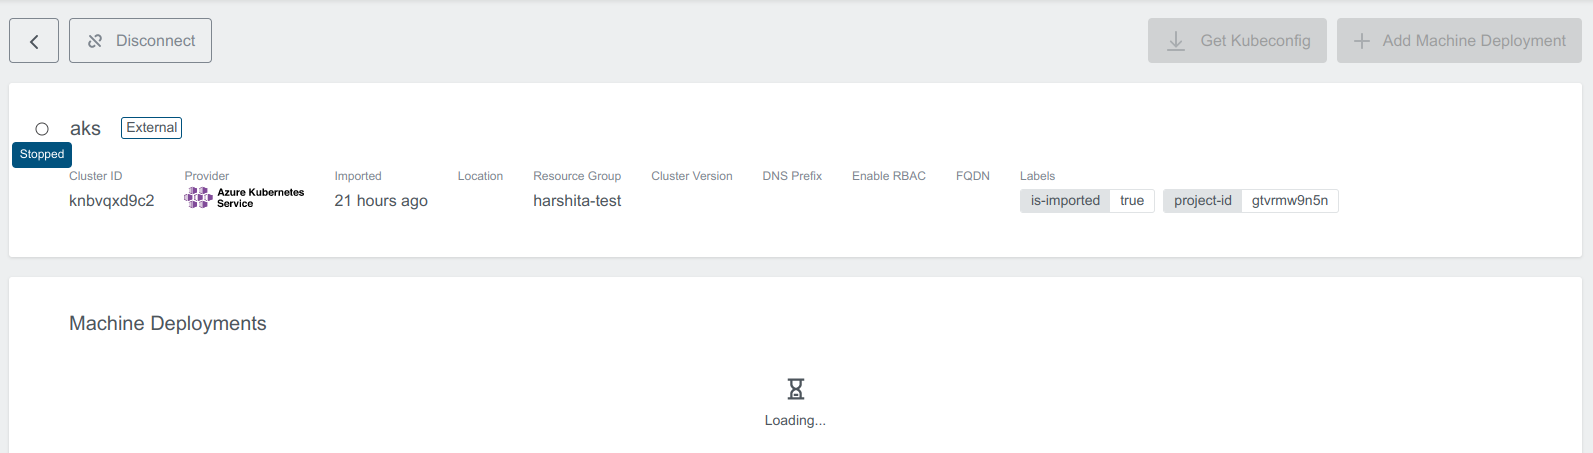 Disconnect
Get Kubeconfig
Add Machine Deployment
aks
External
Stopped
Cluster ID
knbvqxd9c2
Provider
Azure Kubernetes
Service
Imported
21 hours ago
Location
Resource Group
harshita-test
Cluster Version
DNS Prefix
Enable RBAC
FQDN
Labels
is-imported true
project-id gtvrmw9n5n
Machine Deployments
Loading...